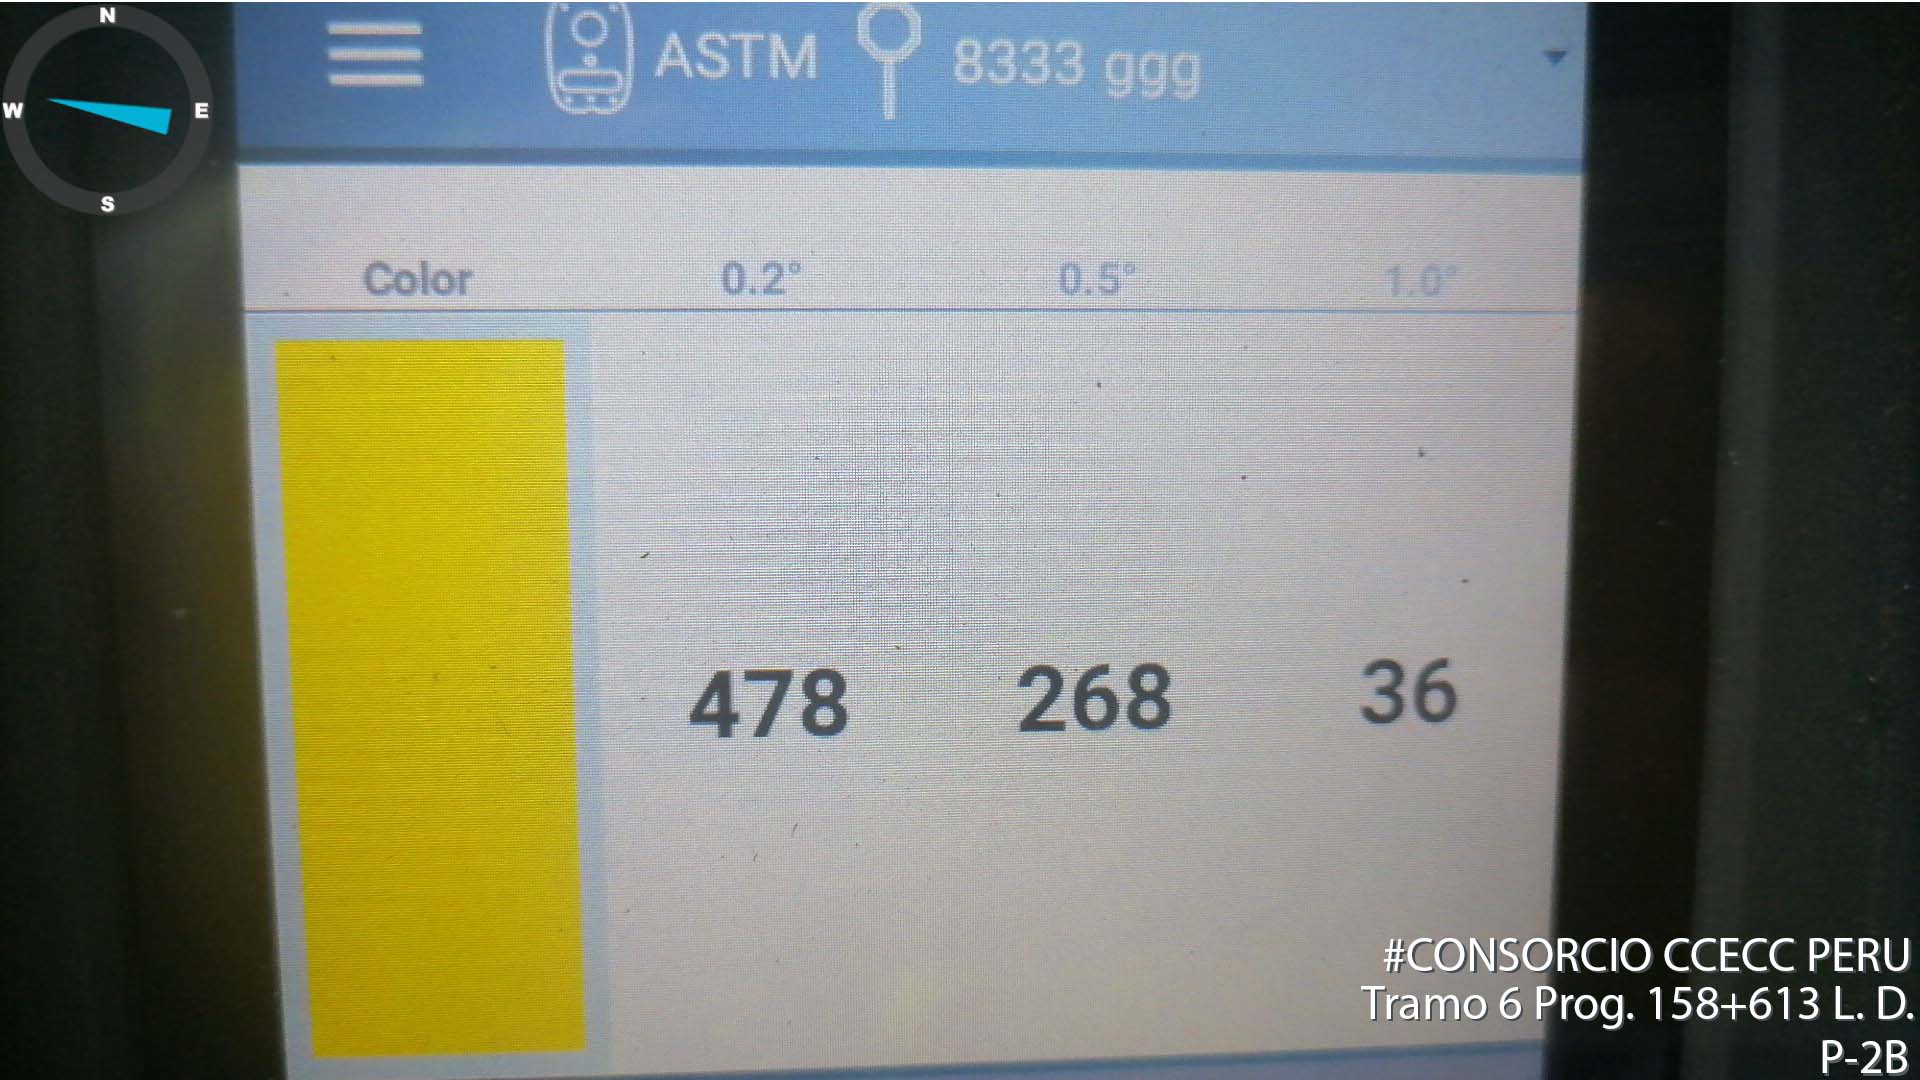 N
W E
S
ASTM 8333 ggg
Color 0.2° 0.5° 1.0°
478 268 36
#CONSORCIO CCECC PERU
Tramo 6 Prog. 158+613 L. D.
P-2B